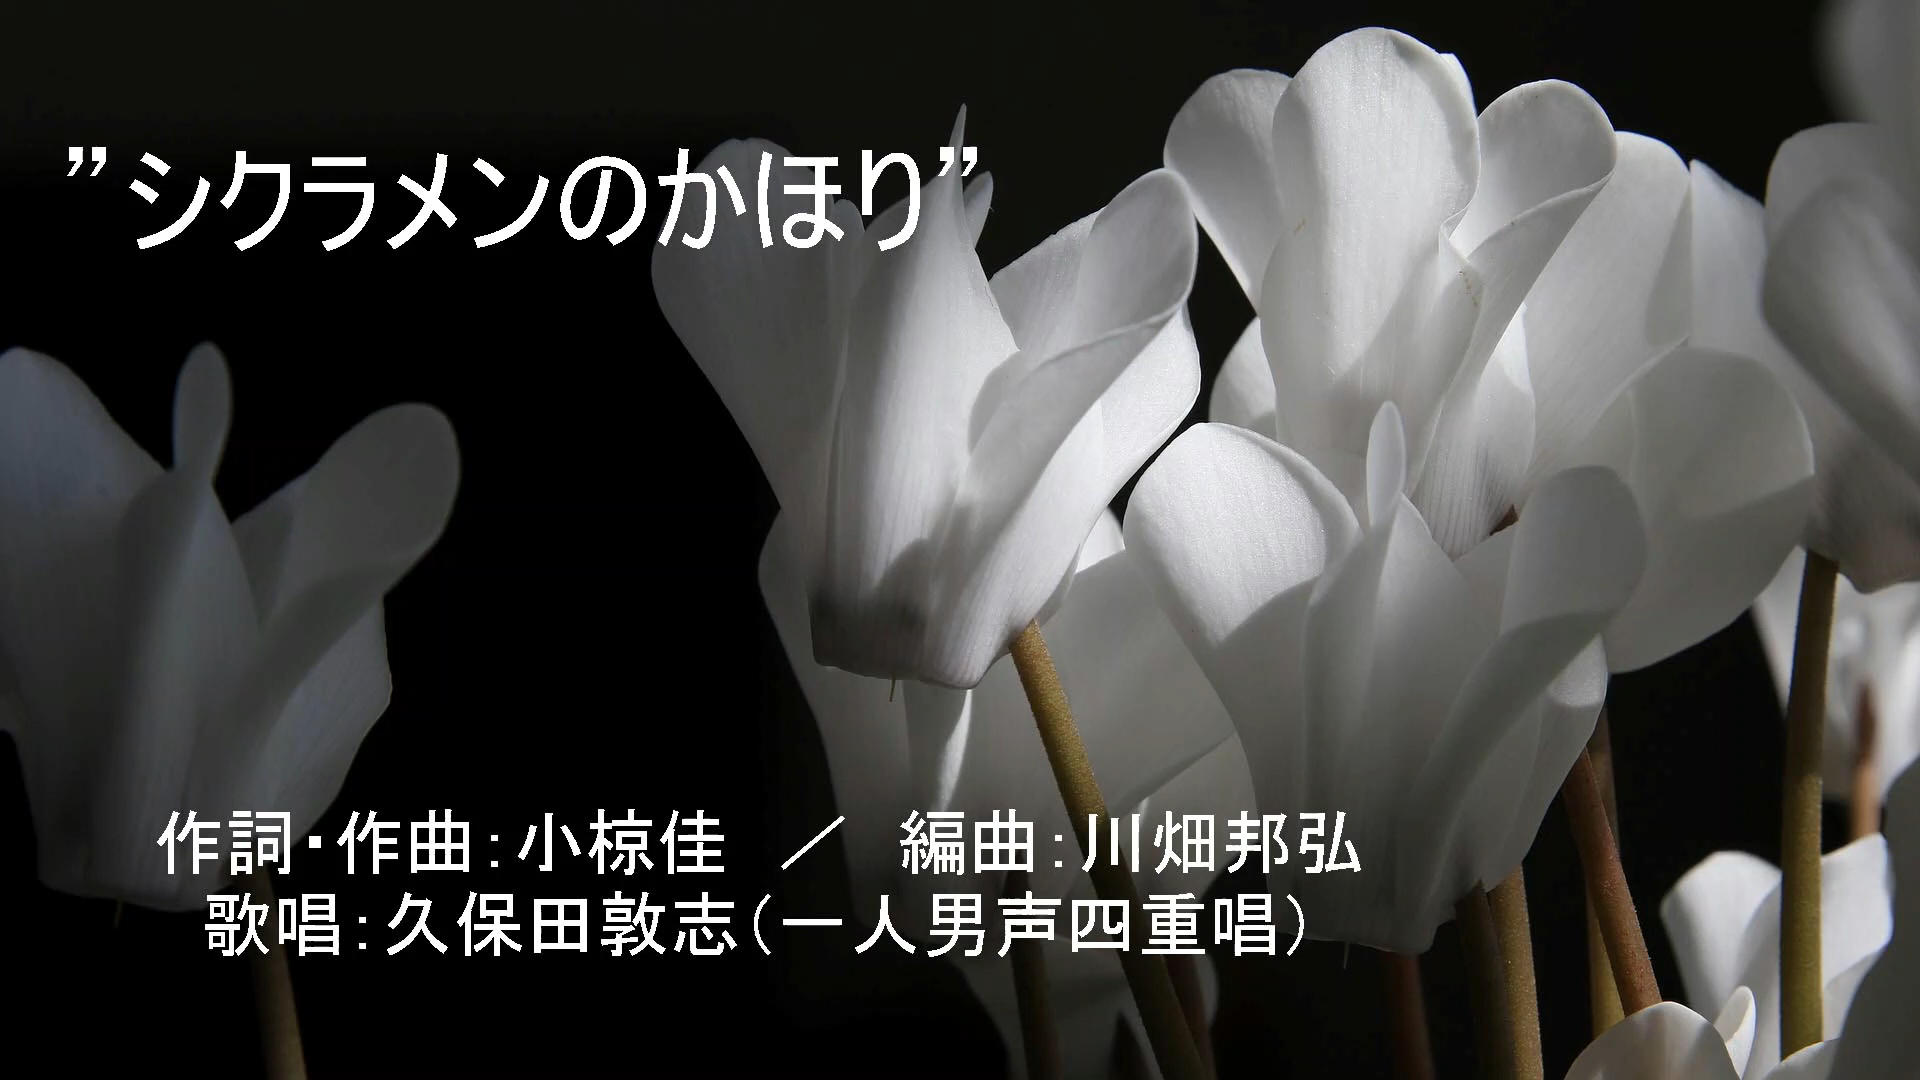 ”シクラメンのかほり”
作詞・作曲：小椋佳　／　編曲：川畑邦弘
歌唱：久保田敦志（一人男声四重唱）